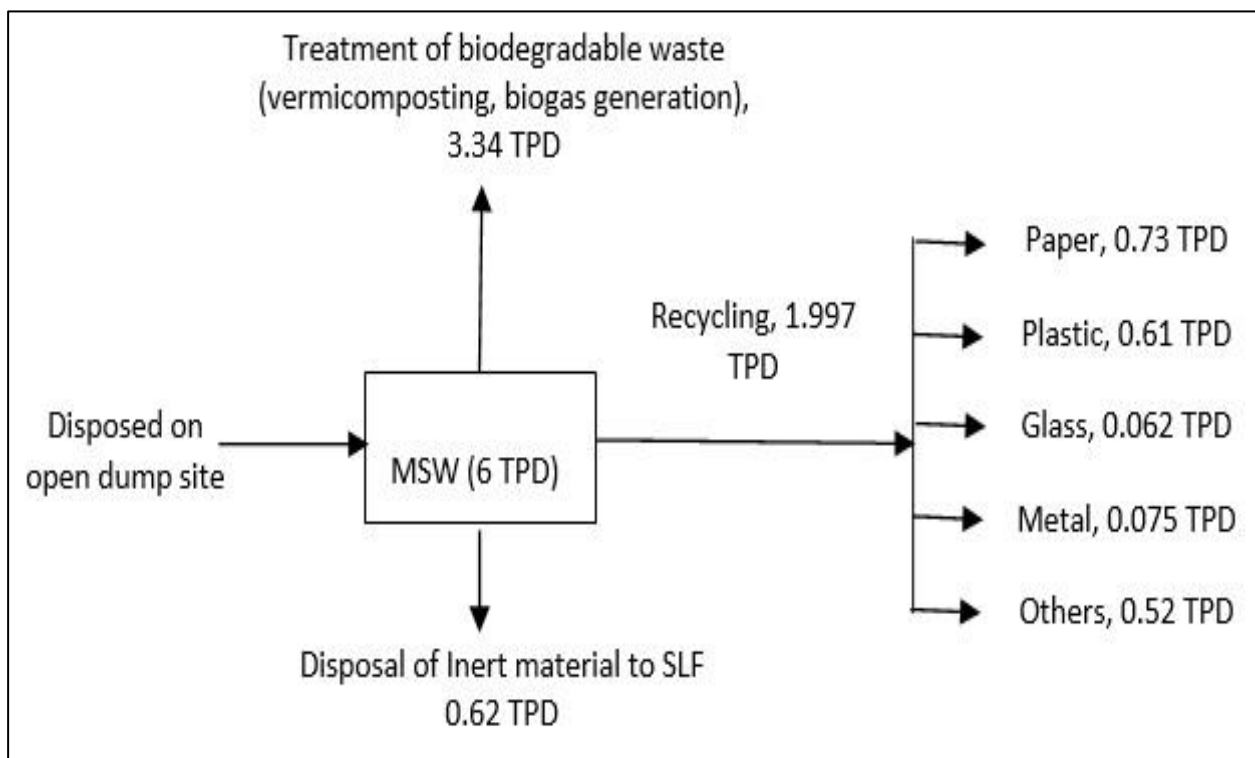 Treatment of biodegradable waste
(vermicomposting, biogas generation),
3.34 TPD
Paper, 0.73 TPD
Recycling, 1.997
TPD
Plastic, 0.61 TPD
Disposed on
open dump site
MSW (6 TPD)
Glass, 0.062 TPD
Metal, 0.075 TPD
Others, 0.52 TPD
Disposal of Inert material to SLF
0.62 TPD